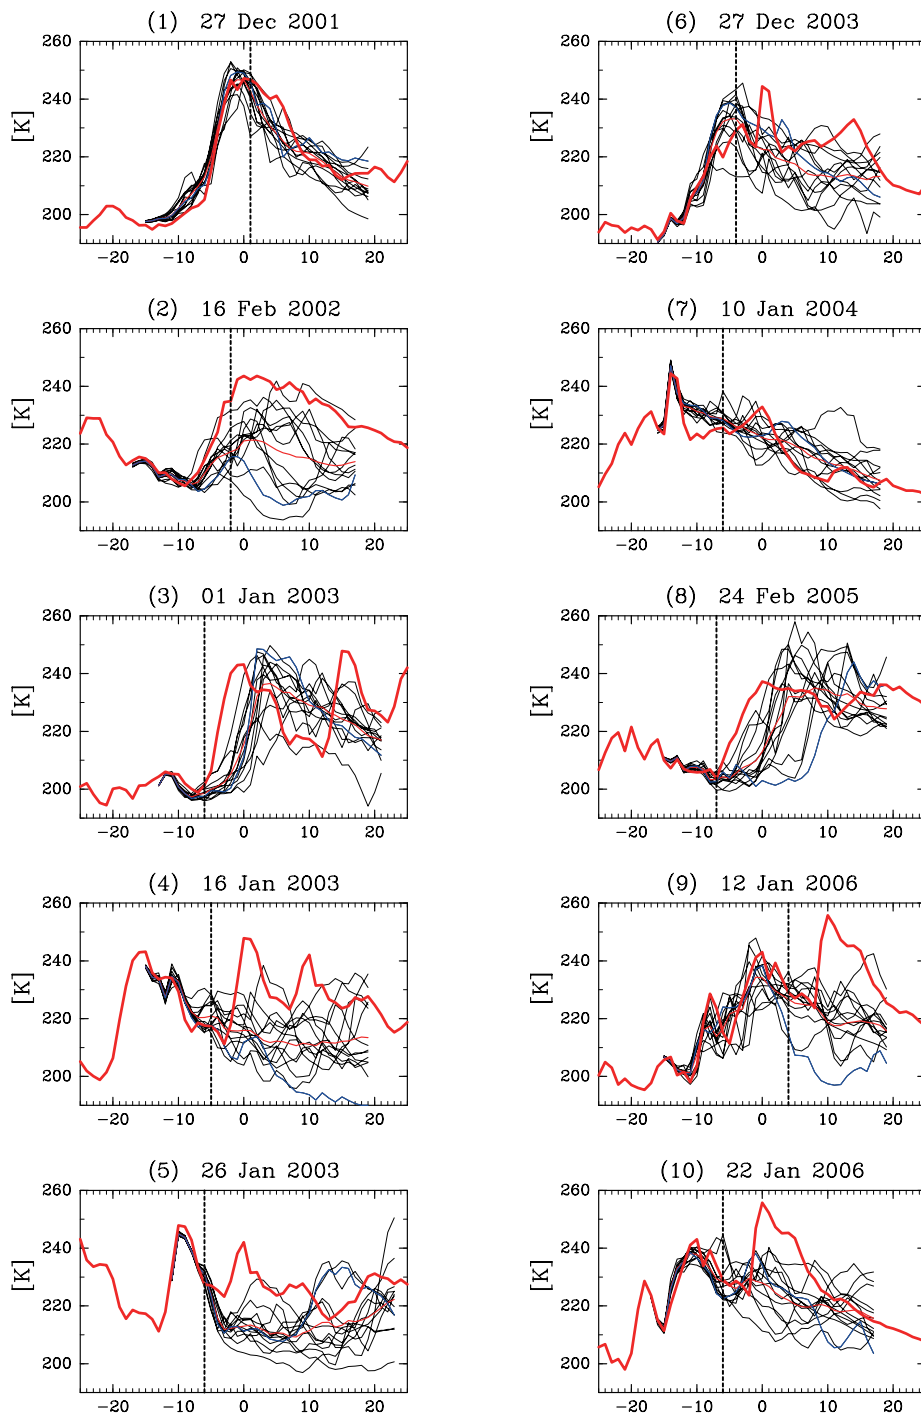 (1) 27 Dec 2001
260
240
220
200
[K]
−20 −10 0 10 20
(2) 16 Feb 2002
260
240
220
200
[K]
−20 −10 0 10 20
(3) 01 Jan 2003
260
240
220
200
[K]
−20 −10 0 10 20
(4) 16 Jan 2003
260
240
220
200
[K]
−20 −10 0 10 20
(5) 26 Jan 2003
260
240
220
200
[K]
−20 −10 0 10 20
(6) 27 Dec 2003
260
240
220
200
[K]
−20 −10 0 10 20
(7) 10 Jan 2004
260
240
220
200
[K]
−20 −10 0 10 20
(8) 24 Feb 2005
260
240
220
200
[K]
−20 −10 0 10 20
(9) 12 Jan 2006
260
240
220
200
[K]
−20 −10 0 10 20
(10) 22 Jan 2006
260
240
220
200
[K]
−20 −10 0 10 20